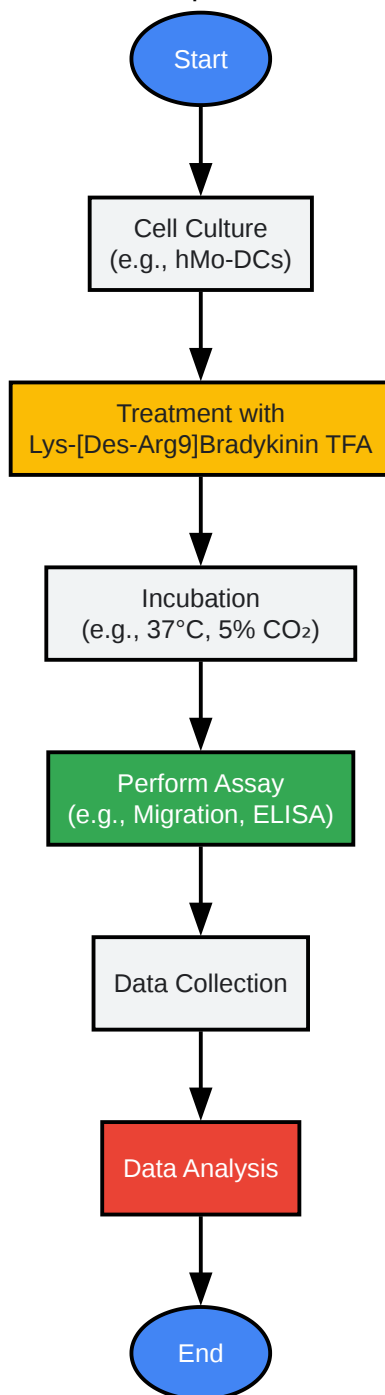 Start
Cell Culture
(e.g., hMo-DCs)
Treatment with
Lys-[Des-Arg9]Bradykinin TFA
Incubation
(e.g., 37°C, 5% CO₂)
Perform Assay
(e.g., Migration, ELISA)
Data Collection
Data Analysis
End